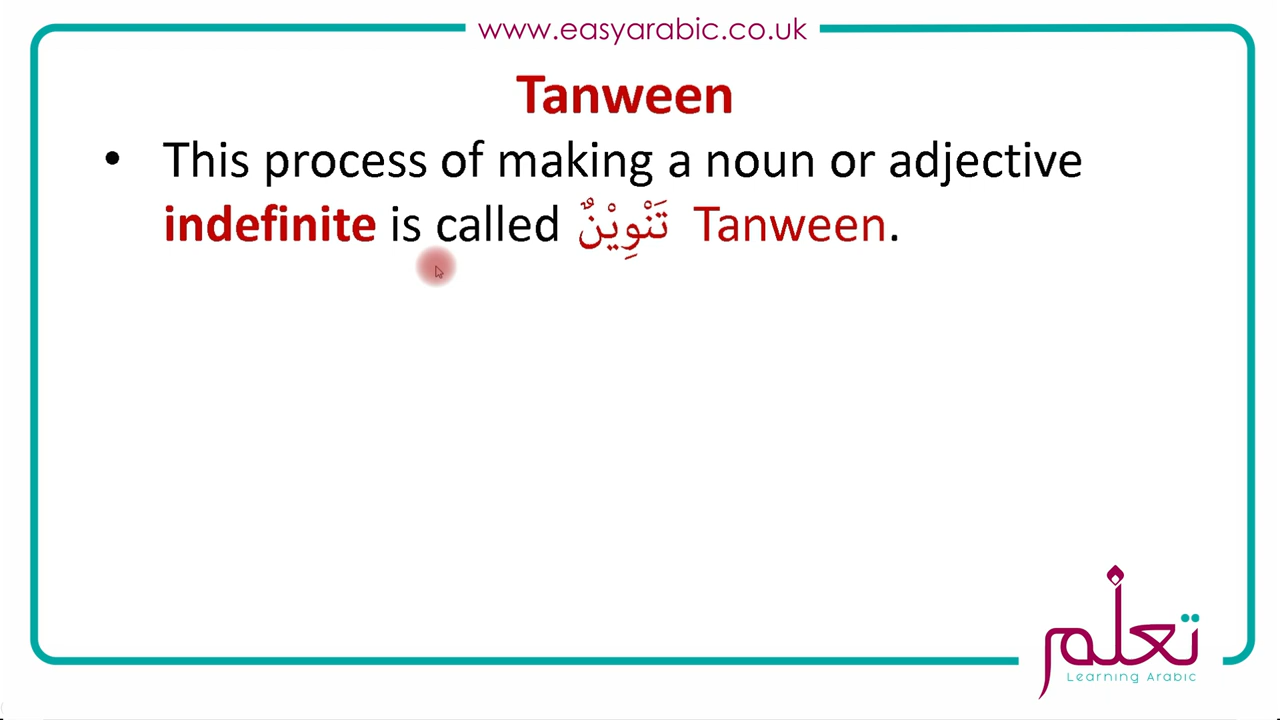 www.easyarabic.co.uk
Tanween
• This process of making a noun or adjective
indefinite is called تَنْوِيْنٌ Tanween.
تعلم
Learning Arabic